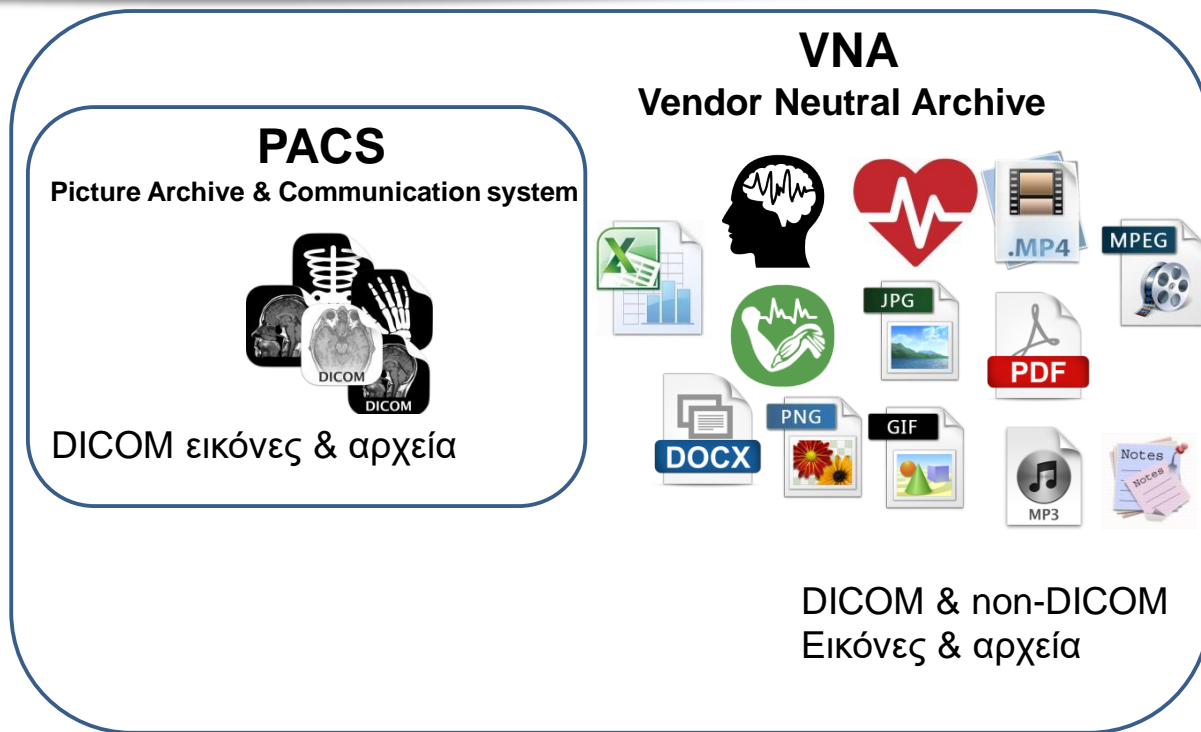 VNA
Vendor Neutral Archive
PACS
Picture Archive & Communication system
DICOM
DICOM
DICOM εικόνες & αρχεία
.MP4
MPEG
JPG
PDF
DOCX
PNG
GIF
MP3
Notes
Notes
DICOM & non-DICOM
Εικόνες & αρχεία